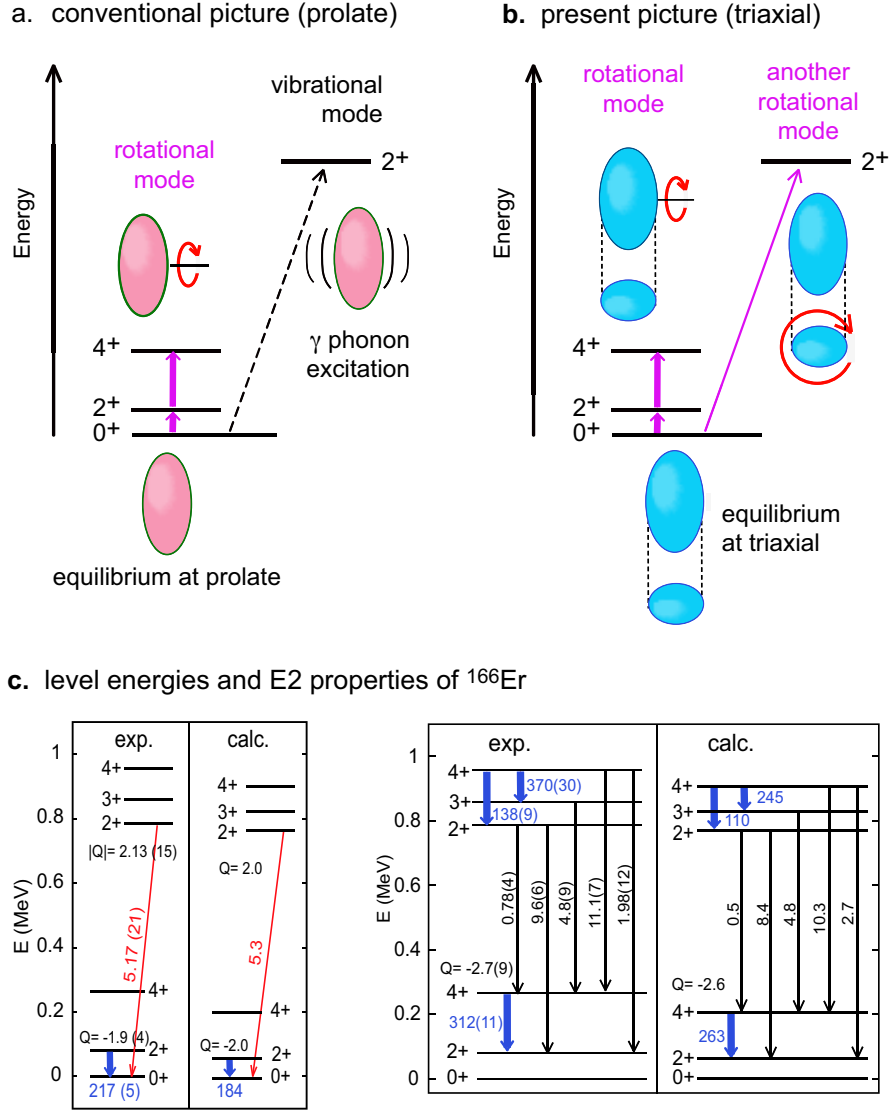 a. conventional picture (prolate)
b. present picture (triaxial)
Energy
rotational
mode
vibrational
mode
2+
γ phonon
excitation
4+
2+
0+
equilibrium at prolate
Energy
rotational
mode
another
rotational
mode
2+
4+
2+
0+
equilibrium
at triaxial
c. level energies and E2 properties of 166Er
E (MeV)
1
0.8
0.6
0.4
0.2
0
exp.
4+
3+
2+
|Q|= 2.13 (15)
5.17 (21)
4+
Q= -1.9 (4)
2+
0+
217 (5)
calc.
4+
3+
2+
Q= 2.0
5.3
4+
Q= -2.0
2+
0+
184
E (MeV)
1
0.8
0.6
0.4
0.2
0
exp.
4+
370(30)
3+
138(9)
2+
0.78(4)
9.6(6)
4.8(9)
11.1(7)
1.98(12)
Q= -2.7(9)
4+
312(11)
2+
0+
calc.
4+
245
3+
110
2+
0.5
8.4
4.8
10.3
2.7
Q= -2.6
4+
263
2+
0+